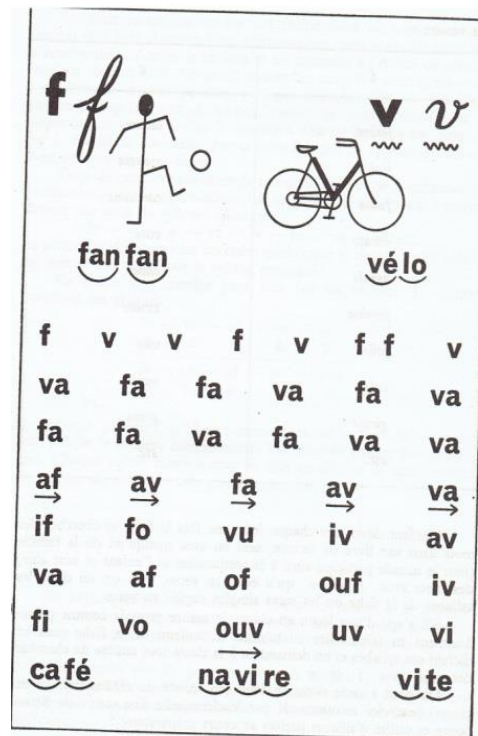 f f v v
fan fan vélo
f v v f v f f v
va fa fa va fa va
fa fa va fa va va
af av fa av va
if fo vu iv av
va af of ouf iv
fi vo ouv uv vi
café navire vite